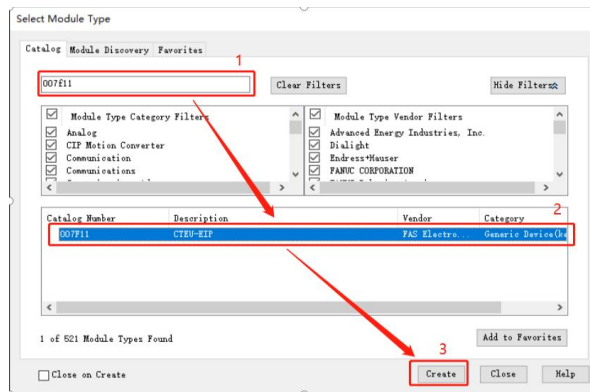 Select Module Type
Catalog Module Discovery Favorites
1
007f11 Clear Filters Hide Filters
Module Type Category Filters Module Type Vendor Filters
Analog Advanced Energy Industries, Inc.
CIP Motion Converter Dialight
Communication Endress+Hauser
Communications FANUC CORPORATION
2
Catalog Number Description Vendor Category
007F11 CTEU-EIP FAS Electro... Generic Device(ke
1 of 521 Module Types Found Add to Favorites
3
Close on Create Create Close Help